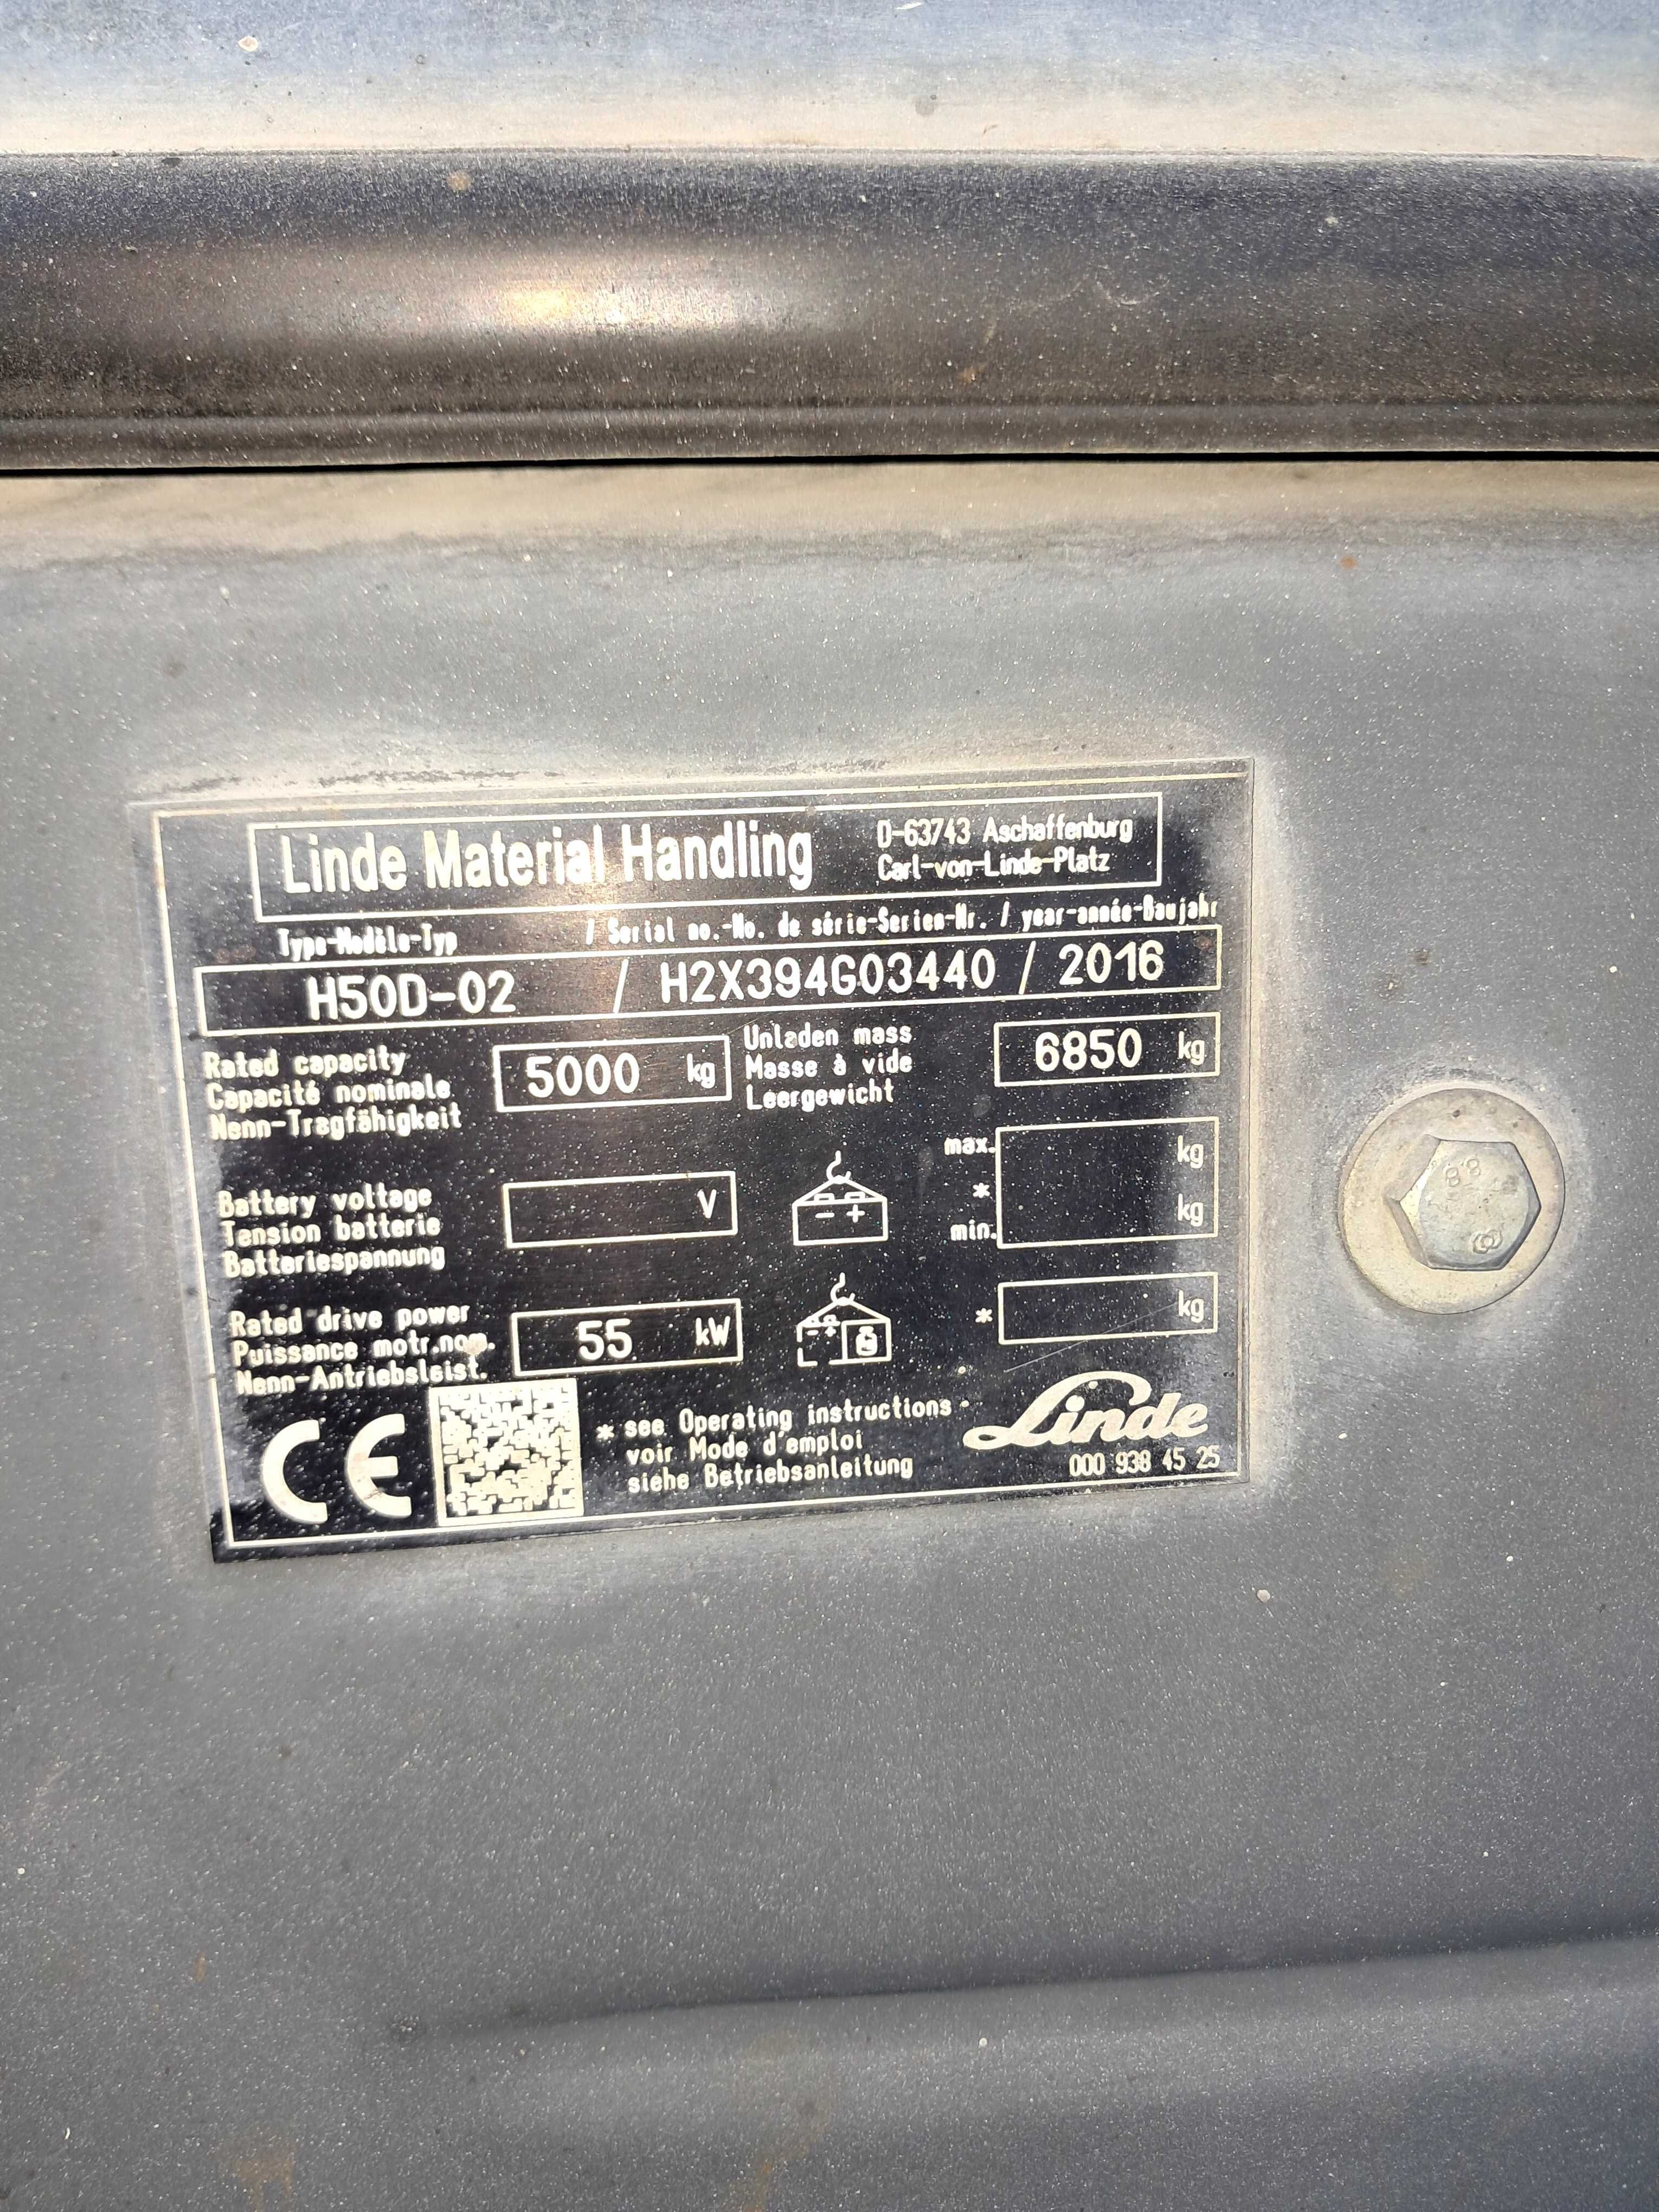 Linde Material Handling
D-63743 Aschaffenburg
Carl-von-Linde-Platz
Type-Modèle-Typ / Serial no.-No. de série-Serien-Nr. / year-année-Baujahr
H50D-02 / H2X394G03440 / 2016
Rated capacity
Capacité nominale
Nenn-Tragfähigkeit
5000 kg
Unladen mass
Masse à vide
Leergewicht
6850 kg
Battery voltage
Tension batterie
Batteriespannung
V
- +
max. kg
*
min. kg
Rated drive power
Puissance motr.nom.
Nenn-Antriebsleist.
55 kW
- +
* kg
CE
* see Operating instructions
voir Mode d'emploi
siehe Betriebsanleitung
Linde
000 938 45 25
8.8